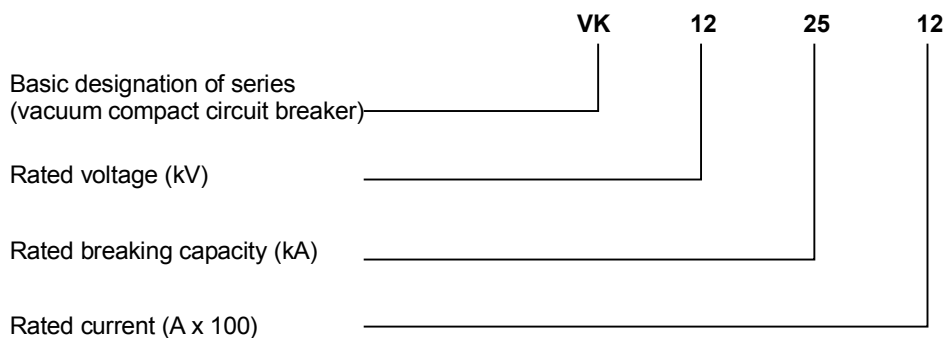 VK 12 25 12
Basic designation of series
(vacuum compact circuit breaker)
Rated voltage (kV)
Rated breaking capacity (kA)
Rated current (A x 100)